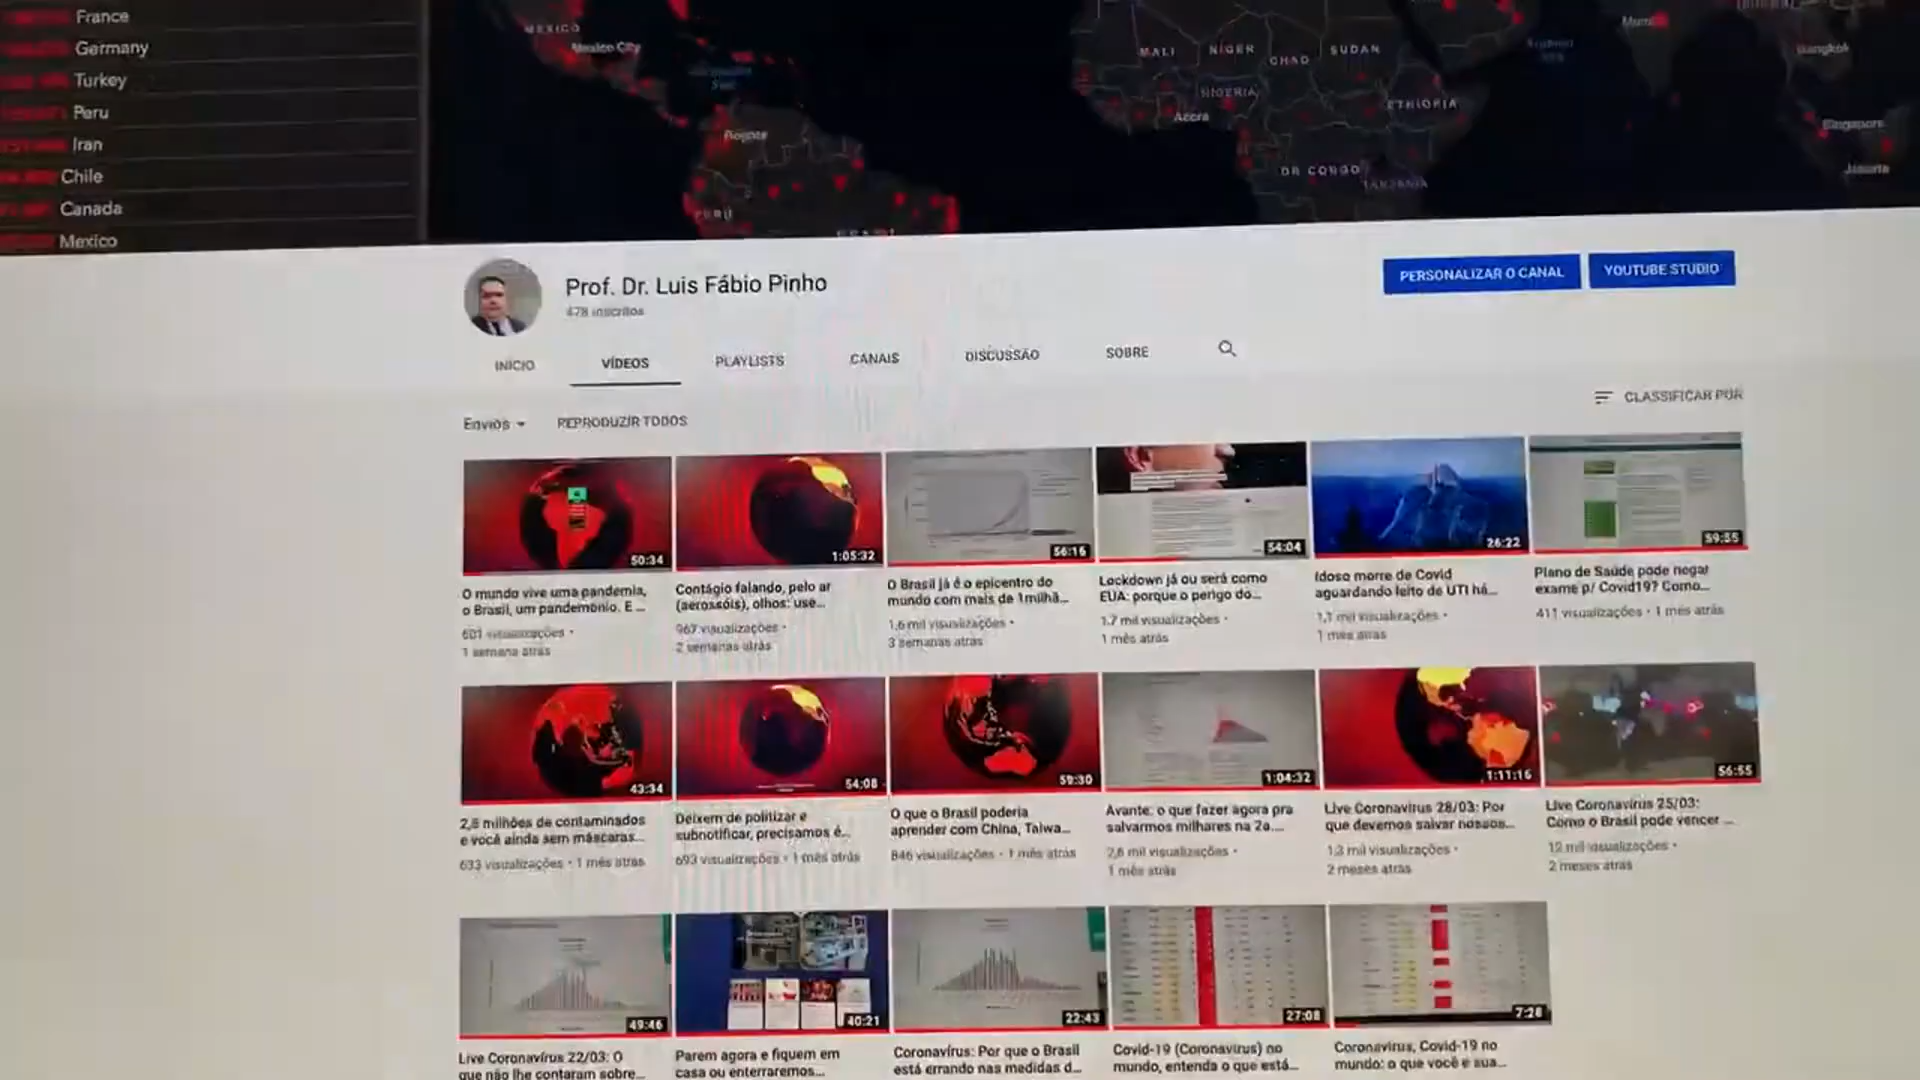 France
MEXICO
Mexico City
MALI
NIGER
CHAD
SUDAN
Mumbai
Bangkok
Germany
Turkey
Peru
Iran
Chile
Canada
Mexico
NIGERIA
ETHIOPIA
Accra
Bogota
Singapore
DR CONGO
TANZANIA
Jakarta
PERU
Prof. Dr. Luis Fábio Pinho
478 inscritos
PERSONALIZAR O CANAL
YOUTUBE STUDIO
INÍCIO
VÍDEOS
PLAYLISTS
CANAIS
DISCUSSÃO
SOBRE
Envios
REPRODUZIR TODOS
CLASSIFICAR POR
50:34
1:05:32
56:16
54:04
26:22
59:55
O mundo vive uma pandemia,
o Brasil, um pandemônio. E ...
601 visualizações •
1 semana atrás
Contágio falando, pelo ar
(aerossóis), olhos: use...
967 visualizações •
2 semanas atrás
O Brasil já é o epicentro do
mundo com mais de 1milhã...
1,6 mil visualizações •
3 semanas atrás
Lockdown já ou será como
EUA: porque o perigo do...
1,7 mil visualizações •
1 mês atrás
Idoso morre de Covid
aguardando leito de UTI há...
1,1 mil visualizações •
1 mês atrás
Plano de Saúde pode negar
exame p/ Covid19? Como...
411 visualizações • 1 mês atrás
43:34
54:08
59:30
1:04:32
1:11:16
56:55
2,5 milhões de contaminados
e você ainda sem máscaras...
633 visualizações • 1 mês atrás
Deixem de politizar e
subnotificar, precisamos é...
693 visualizações • 1 mês atrás
O que o Brasil poderia
aprender com China, Taiwa...
846 visualizações • 1 mês atrás
Avante: o que fazer agora pra
salvarmos milhares na 2a....
2,6 mil visualizações •
1 mês atrás
Live Coronavirus 28/03: Por
que devemos salvar nossos...
1,3 mil visualizações •
2 meses atrás
Live Coronavírus 25/03:
Como o Brasil pode vencer ...
12 mil visualizações •
2 meses atrás
49:46
40:21
22:43
27:08
7:28
Live Coronavírus 22/03: O
que não lhe contaram sobre...
Parem agora e fiquem em
casa ou enterraremos...
Coronavírus: Por que o Brasil
está errando nas medidas d...
Covid-19 (Coronavirus) no
mundo, entenda o que está...
Coronavirus, Covid-19 no
mundo: o que você e sua...